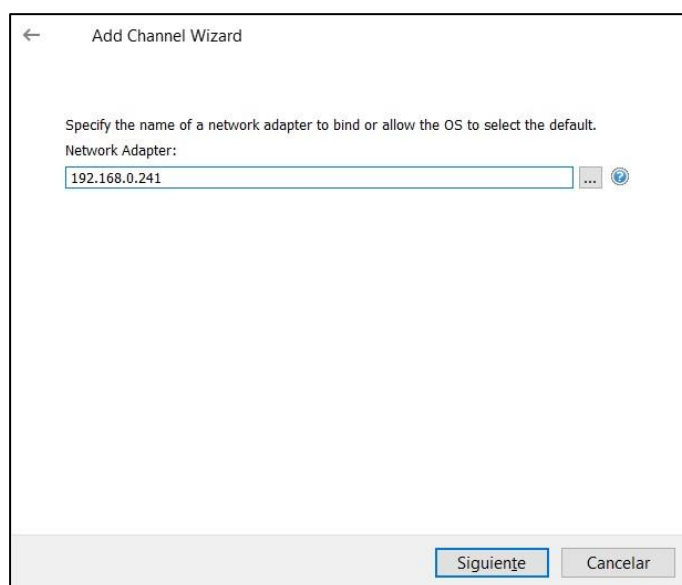 Add Channel Wizard
Specify the name of a network adapter to bind or allow the OS to select the default.
Network Adapter:
192.168.0.241
...
?
Siguiente
Cancelar